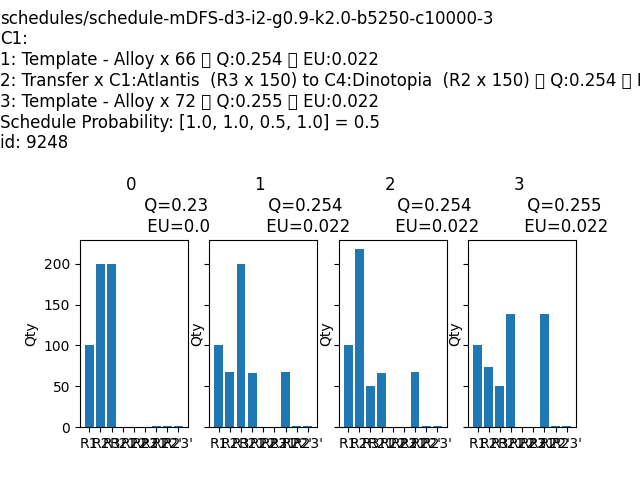 schedules/schedule-mDFS-d3-i2-g0.9-k2.0-b5250-c10000-3
C1:
1: Template - Alloy x 66 ▯ Q:0.254 ▯ EU:0.022
2: Transfer x C1:Atlantis (R3 x 150) to C4:Dinotopia (R2 x 150) ▯ Q:0.254 ▯
3: Template - Alloy x 72 ▯ Q:0.255 ▯ EU:0.022
Schedule Probability: [1.0, 1.0, 0.5, 1.0] = 0.5
id: 9248
0 1 2 3
Q=0.23 Q=0.254 Q=0.254 Q=0.255
EU=0.0 EU=0.022 EU=0.022 EU=0.022
200
150
100
50
0
Qty Qty Qty Qty